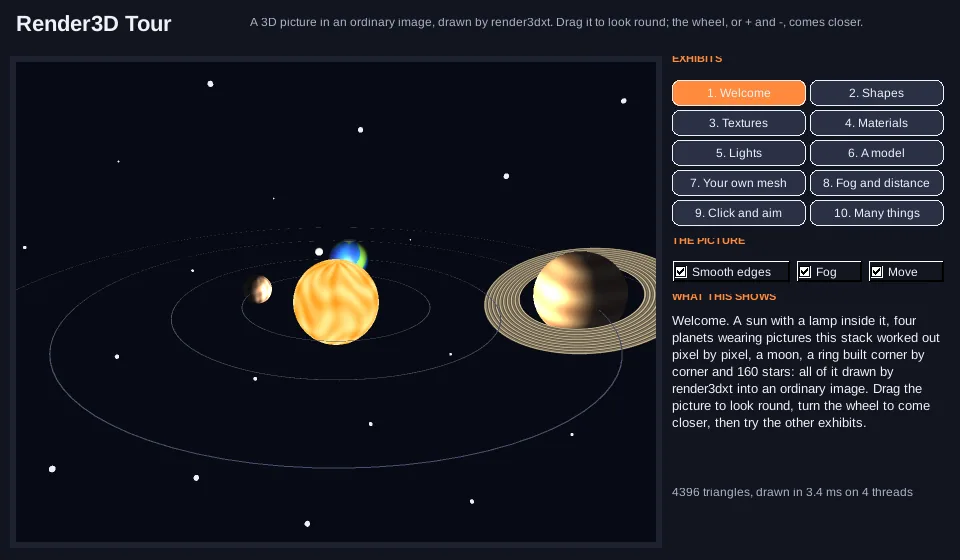 Render3D Tour
A 3D picture in an ordinary image, drawn by render3dxt. Drag it to look round; the wheel, or + and -, comes closer.
EXHIBITS
1. Welcome
2. Shapes
3. Textures
4. Materials
5. Lights
6. A model
7. Your own mesh
8. Fog and distance
9. Click and aim
10. Many things
THE PICTURE
Smooth edges
Fog
Move
WHAT THIS SHOWS
Welcome. A sun with a lamp inside it, four
planets wearing pictures this stack worked out
pixel by pixel, a moon, a ring built corner by
corner and 160 stars: all of it drawn by
render3dxt into an ordinary image. Drag the
picture to look round, turn the wheel to come
closer, then try the other exhibits.
4396 triangles, drawn in 3.4 ms on 4 threads